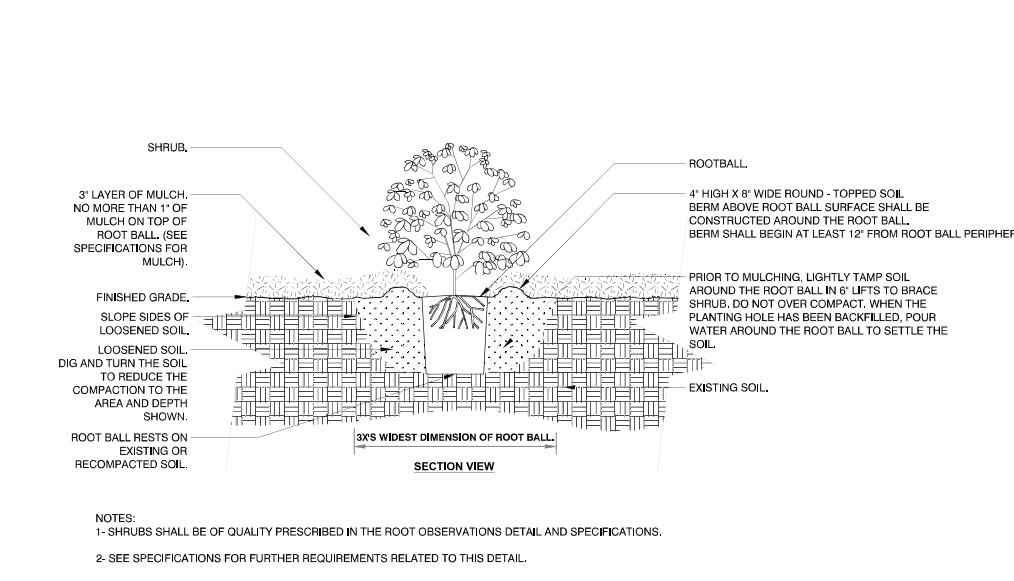 SHRUB.
3" LAYER OF MULCH.
NO MORE THAN 1" OF
MULCH ON TOP OF
ROOT BALL. (SEE
SPECIFICATIONS FOR
MULCH).
FINISHED GRADE.
SLOPE SIDES OF
LOOSENED SOIL.
LOOSENED SOIL.
DIG AND TURN THE SOIL
TO REDUCE THE
COMPACTION TO THE
AREA AND DEPTH
SHOWN.
ROOT BALL RESTS ON
EXISTING OR
RECOMPACTED SOIL.
ROOTBALL.
4" HIGH X 8" WIDE ROUND - TOPPED SOIL
BERM ABOVE ROOT BALL SURFACE SHALL BE
CONSTRUCTED AROUND THE ROOT BALL.
BERM SHALL BEGIN AT LEAST 12" FROM ROOT BALL PERIPHER
PRIOR TO MULCHING, LIGHTLY TAMP SOIL
AROUND THE ROOT BALL IN 6" LIFTS TO BRACE
SHRUB. DO NOT OVER COMPACT. WHEN THE
PLANTING HOLE HAS BEEN BACKFILLED, POUR
WATER AROUND THE ROOT BALL TO SETTLE THE
SOIL.
EXISTING SOIL.
3X'S WIDEST DIMENSION OF ROOT BALL.
SECTION VIEW
NOTES:
1- SHRUBS SHALL BE OF QUALITY PRESCRIBED IN THE ROOT OBSERVATIONS DETAIL AND SPECIFICATIONS.
2- SEE SPECIFICATIONS FOR FURTHER REQUIREMENTS RELATED TO THIS DETAIL.